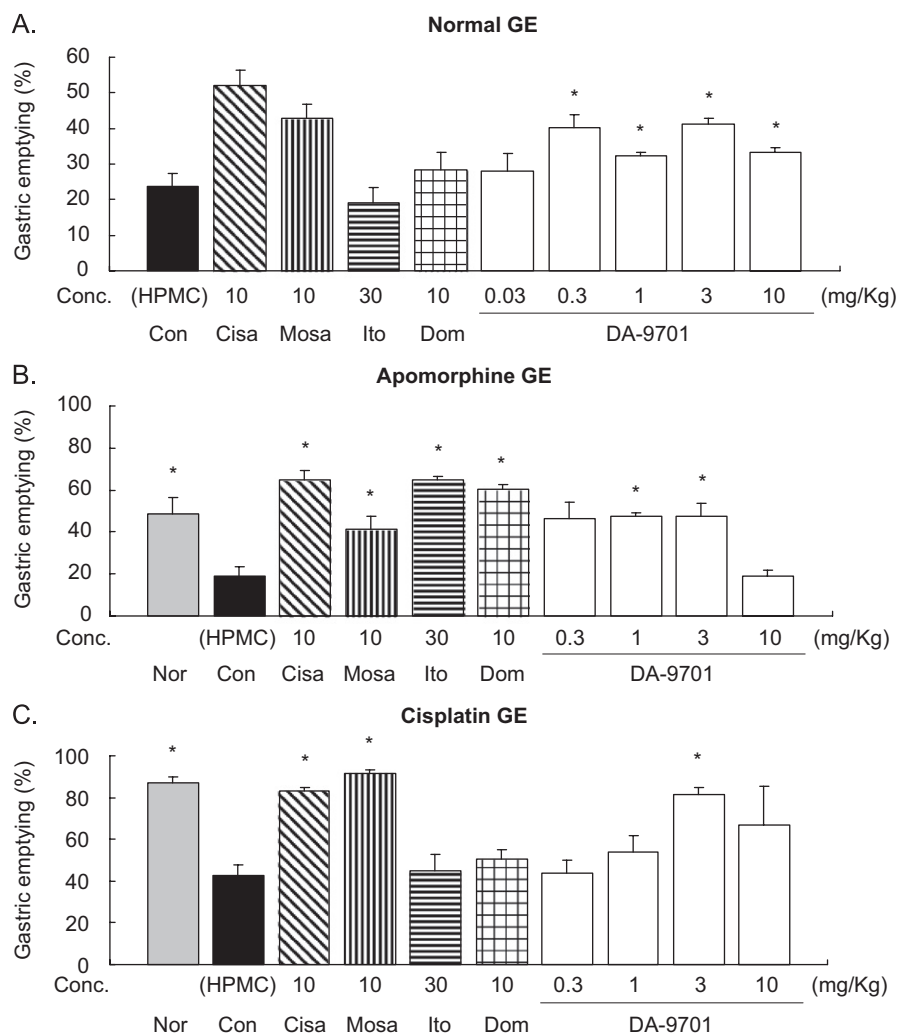 A.
Normal GE
Gastric emptying (%)
60
50
40
30
20
10
0
* * * *
Conc. (HPMC) 10 10 30 10 0.03 0.3 1 3 10 (mg/Kg)
Con Cisa Mosa Ito Dom DA-9701
B.
Apomorphine GE
Gastric emptying (%)
100
80
60
40
20
0
* * * * * * *
Conc. (HPMC) 10 10 30 10 0.3 1 3 10 (mg/Kg)
Nor Con Cisa Mosa Ito Dom DA-9701
C.
Cisplatin GE
Gastric emptying (%)
100
80
60
40
20
0
* * * *
Conc. (HPMC) 10 10 30 10 0.3 1 3 10 (mg/Kg)
Nor Con Cisa Mosa Ito Dom DA-9701